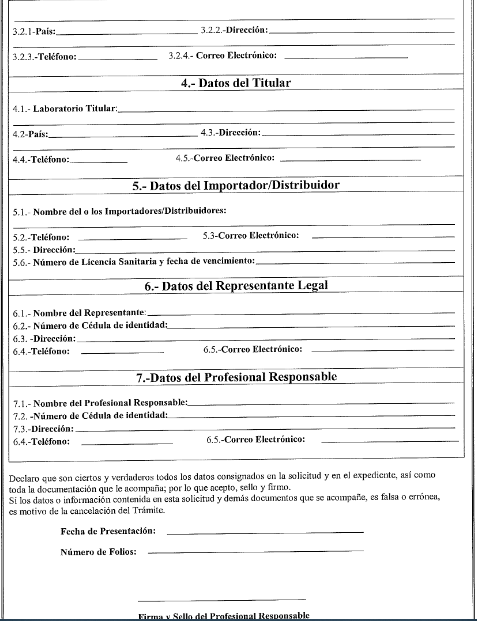 3.2.1-Pais: 3.2.2.-Dirección:
3.2.3.-Teléfono: 3.2.4.- Correo Electrónico:
4.- Datos del Titular
4.1.- Laboratorio Titular:
4.2-País: 4.3.-Dirección:
4.4.-Teléfono: 4.5.-Correo Electrónico:
5.- Datos del Importador/Distribuidor
5.1.- Nombre del o los Importadores/Distribuidores:
5.2.-Teléfono: 5.3-Correo Electrónico:
5.5.- Dirección:
5.6.- Número de Licencia Sanitaria y fecha de vencimiento:
6.- Datos del Representante Legal
6.1.- Nombre del Representante:
6.2.- Número de Cédula de identidad:
6.3. -Dirección:
6.4.-Teléfono: 6.5.-Correo Electrónico:
7.-Datos del Profesional Responsable
7.1.- Nombre del Profesional Responsable:
7.2. -Número de Cédula de identidad:
7.3.-Dirección:
6.4.-Teléfono: 6.5.-Correo Electrónico:
Declaro que son ciertos y verdaderos todos los datos consignados en la solicitud y en el expediente, así como
toda la documentación que le acompaña; por lo que acepto, sello y firmo.
Si los datos o información contenida en esta solicitud y demás documentos que se acompañe, es falsa o errónea,
es motivo de la cancelación del Trámite.
Fecha de Presentación:
Número de Folios:
Firma y Sello del Profesional Responsable